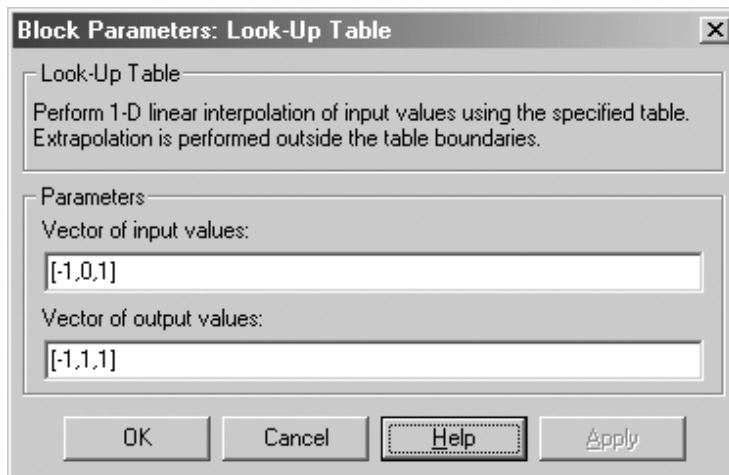 Block Parameters: Look-Up Table
Look-Up Table
Perform 1-D linear interpolation of input values using the specified table.
Extrapolation is performed outside the table boundaries.
Parameters
Vector of input values:
[-1,0,1]
Vector of output values:
[-1,1,1]
OK Cancel Help Apply